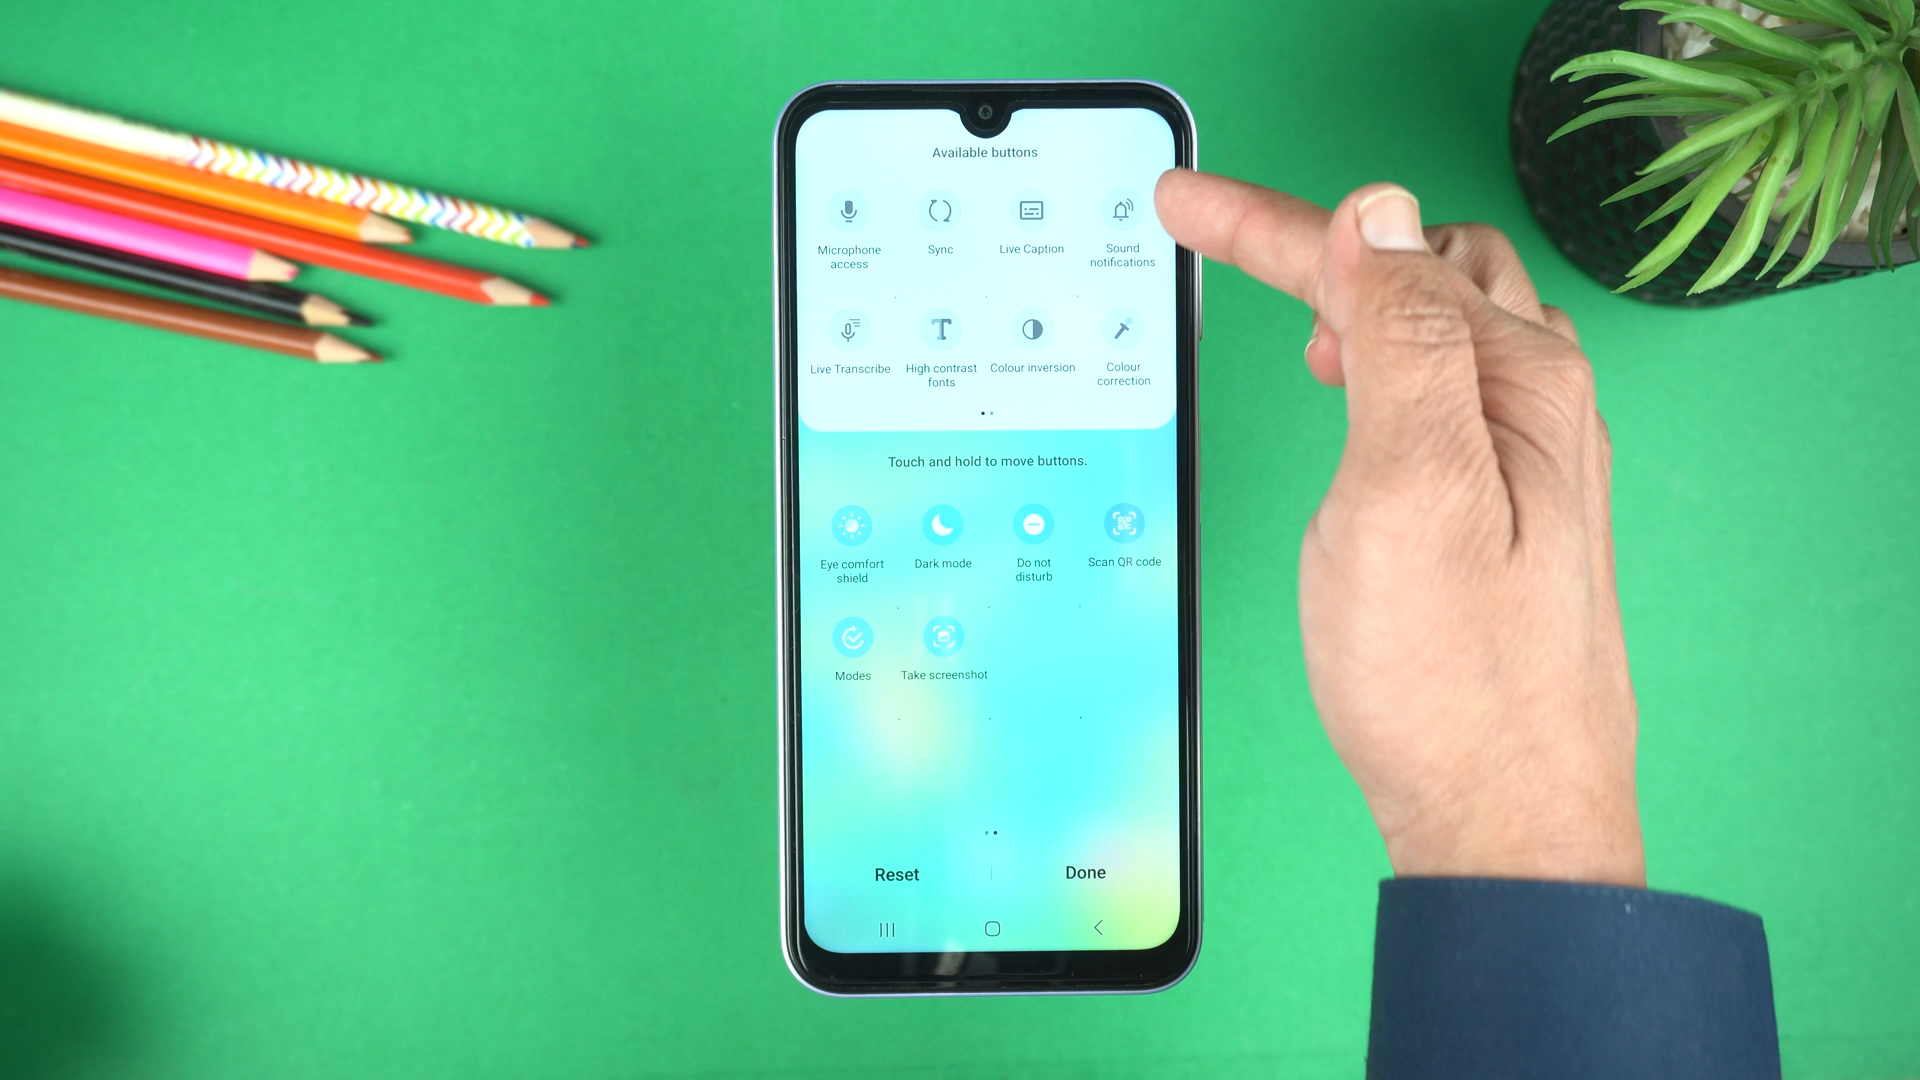 Available buttons
Microphone access
Sync
Live Caption
Sound notifications
Live Transcribe
High contrast fonts
Colour inversion
Colour correction
Touch and hold to move buttons.
Eye comfort shield
Dark mode
Do not disturb
Scan QR code
Modes
Take screenshot
Reset
Done